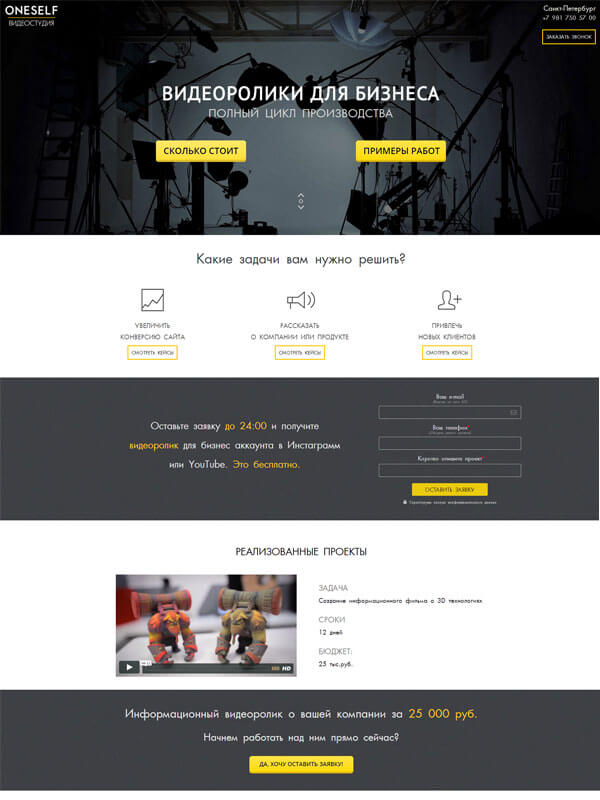 ONESELF
ВИДЕОСТУДИЯ
Санкт-Петербург
+7 981 750 57 00
ЗАКАЗАТЬ ЗВОНОК
ВИДЕОРОЛИКИ ДЛЯ БИЗНЕСА
ПОЛНЫЙ ЦИКЛ ПРОИЗВОДСТВА
СКОЛЬКО СТОИТ
ПРИМЕРЫ РАБОТ
Какие задачи вам нужно решить?
УВЕЛИЧИТЬ
КОНВЕРСИЮ САЙТА
СМОТРЕТЬ КЕЙСЫ
РАССКАЗАТЬ
О КОМПАНИИ ИЛИ ПРОДУКТЕ
СМОТРЕТЬ КЕЙСЫ
ПРИВЛЕЧЬ
НОВЫХ КЛИЕНТОВ
СМОТРЕТЬ КЕЙСЫ
Оставьте заявку до 24:00 и получите
видеоролик для бизнес аккаунта в Инстаграмм
или YouTube. Это бесплатно.
Ваш e-mail
Ваш телефон*
Коротко опишите проект*
ОСТАВИТЬ ЗАЯВКУ
РЕАЛИЗОВАННЫЕ ПРОЕКТЫ
ЗАДАЧА
Создание информационного фильма о 3D технологиях
СРОКИ
12 дней
БЮДЖЕТ:
25 тыс.руб.
HD
Информационный видеоролик о вашей компании за 25 000 руб.
Начнем работать над ним прямо сейчас?
ДА, ХОЧУ ОСТАВИТЬ ЗАЯВКУ!